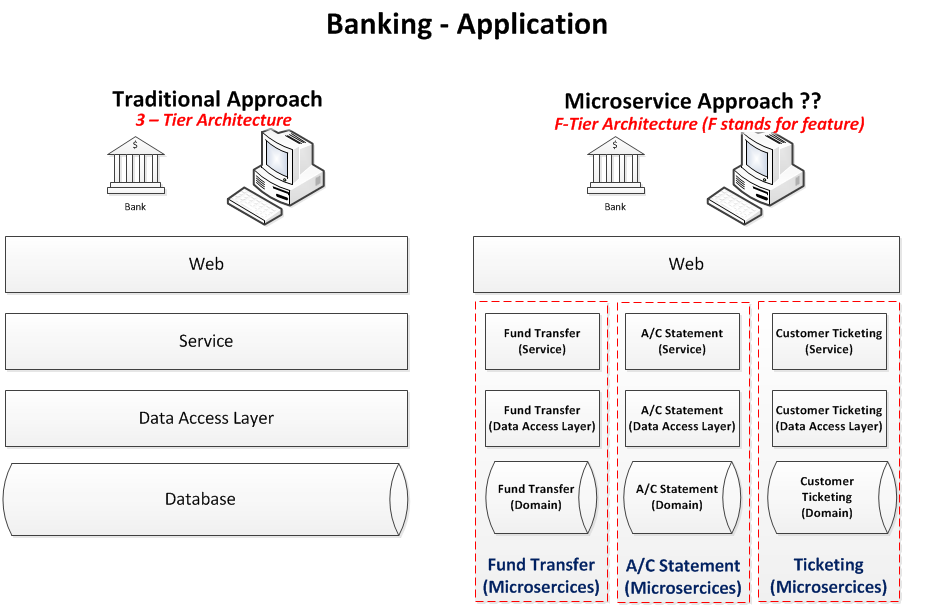 Banking - Application
Traditional Approach
3 – Tier Architecture
$
Bank
Web
Service
Data Access Layer
Database
Microservice Approach ??
F-Tier Architecture (F stands for feature)
$
Bank
Web
Fund Transfer
(Service)
A/C Statement
(Service)
Customer Ticketing
(Service)
Fund Transfer
(Data Access Layer)
A/C Statement
(Data Access Layer)
Customer Ticketing
(Data Access Layer)
Fund Transfer
(Domain)
A/C Statement
(Domain)
Customer
Ticketing
(Domain)
Fund Transfer
(Microsercices)
A/C Statement
(Microsercices)
Ticketing
(Microsercices)